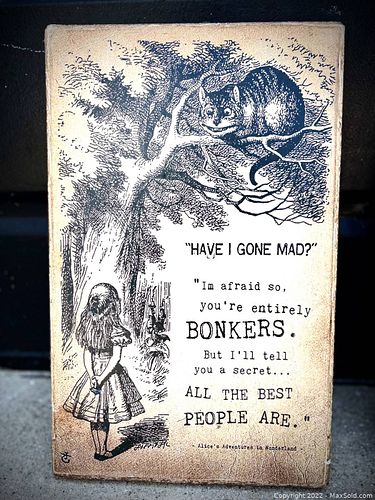 "HAVE I GONE MAD?"
"Im afraid so,
you're entirely
BONKERS.
But I'll tell
you a secret...
ALL THE BEST
PEOPLE ARE."
- Alice's Adventures in Wonderland -
Copyright 2022 - MaxSold.com